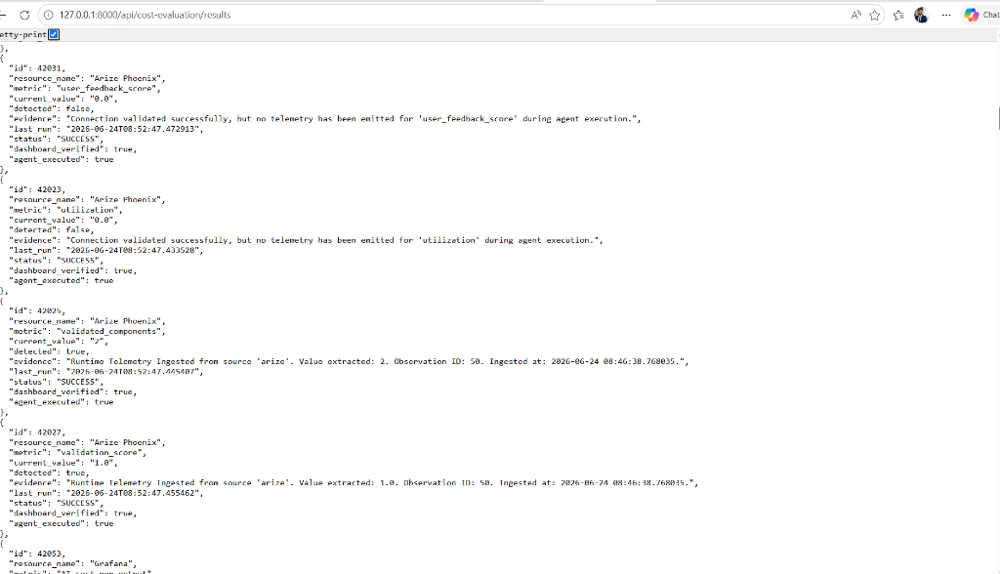 127.0.0.1:8000/api/cost-evaluation/results
Chat
etty-print
},
{
"id": 42031,
"resource_name": "Arize Phoenix",
"metric": "user_feedback_score",
"current_value": "0.0",
"detected": false,
"evidence": "Connection validated successfully, but no telemetry has been emitted for 'user_feedback_score' during agent execution.",
"last_run": "2026-06-24T08:52:47.472913",
"status": "SUCCESS",
"dashboard_verified": true,
"agent_executed": true
},
{
"id": 42023,
"resource_name": "Arize Phoenix",
"metric": "utilization",
"current_value": "0.0",
"detected": false,
"evidence": "Connection validated successfully, but no telemetry has been emitted for 'utilization' during agent execution.",
"last_run": "2026-06-24T08:52:47.433528",
"status": "SUCCESS",
"dashboard_verified": true,
"agent_executed": true
},
{
"id": 42025,
"resource_name": "Arize Phoenix",
"metric": "validated_components",
"current_value": "2",
"detected": true,
"evidence": "Runtime Telemetry Ingested from source 'arize'. Value extracted: 2. Observation ID: 50. Ingested at: 2026-06-24 08:46:38.768035.",
"last_run": "2026-06-24T08:52:47.445407",
"status": "SUCCESS",
"dashboard_verified": true,
"agent_executed": true
},
{
"id": 42027,
"resource_name": "Arize Phoenix",
"metric": "validation_score",
"current_value": "1.0",
"detected": true,
"evidence": "Runtime Telemetry Ingested from source 'arize'. Value extracted: 1.0. Observation ID: 50. Ingested at: 2026-06-24 08:46:38.768035.",
"last_run": "2026-06-24T08:52:47.455462",
"status": "SUCCESS",
"dashboard_verified": true,
"agent_executed": true
},
{
"id": 42053,
"resource_name": "Grafana",